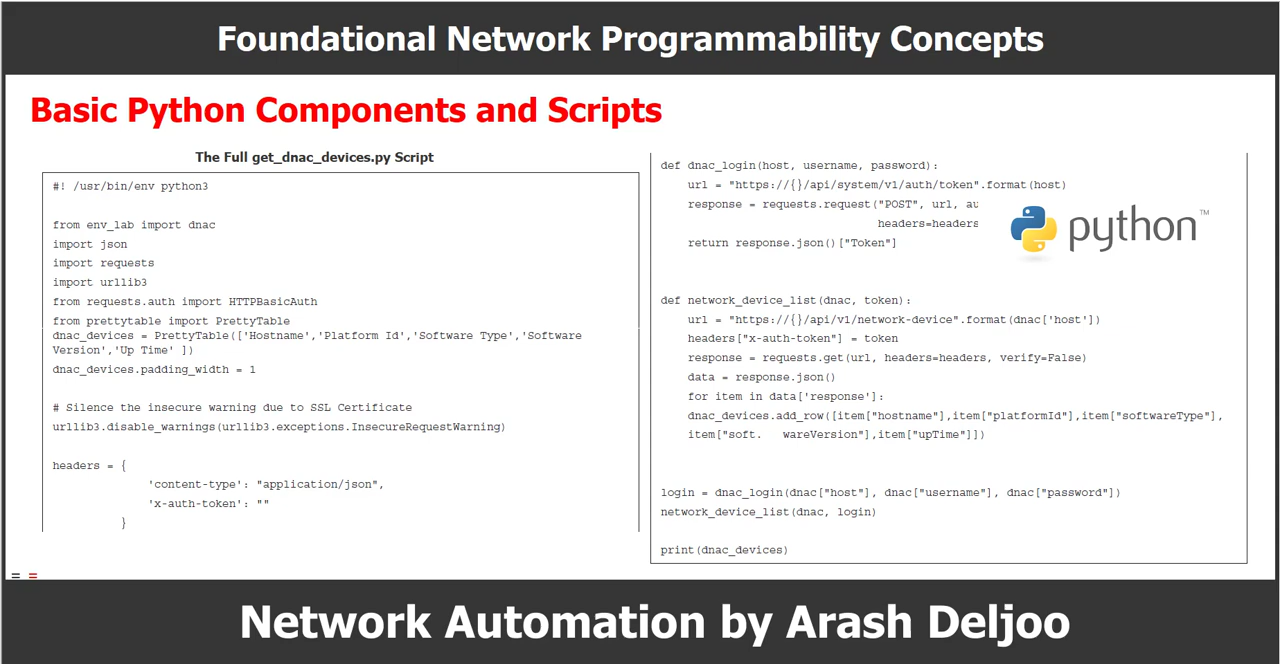 Foundational Network Programmability Concepts
Basic Python Components and Scripts
The Full get_dnac_devices.py Script
#! /usr/bin/env python3
from env_lab import dnac
import json
import requests
import urllib3
from requests.auth import HTTPBasicAuth
from prettytable import PrettyTable
dnac_devices = PrettyTable(['Hostname','Platform Id','Software Type','Software
Version','Up Time' ])
dnac_devices.padding_width = 1
# Silence the insecure warning due to SSL Certificate
urllib3.disable_warnings(urllib3.exceptions.InsecureRequestWarning)
headers = {
'content-type': "application/json",
'x-auth-token': ""
}
def dnac_login(host, username, password):
url = "https://{}/api/system/v1/auth/token".format(host)
response = requests.request("POST", url, au
headers=headers
return response.json()["Token"]
python™
def network_device_list(dnac, token):
url = "https://{}/api/v1/network-device".format(dnac['host'])
headers["x-auth-token"] = token
response = requests.get(url, headers=headers, verify=False)
data = response.json()
for item in data['response']:
dnac_devices.add_row([item["hostname"],item["platformId"],item["softwareType"],
item["soft. wareVersion"],item["upTime"]])
login = dnac_login(dnac["host"], dnac["username"], dnac["password"])
network_device_list(dnac, login)
print(dnac_devices)
Network Automation by Arash Deljoo